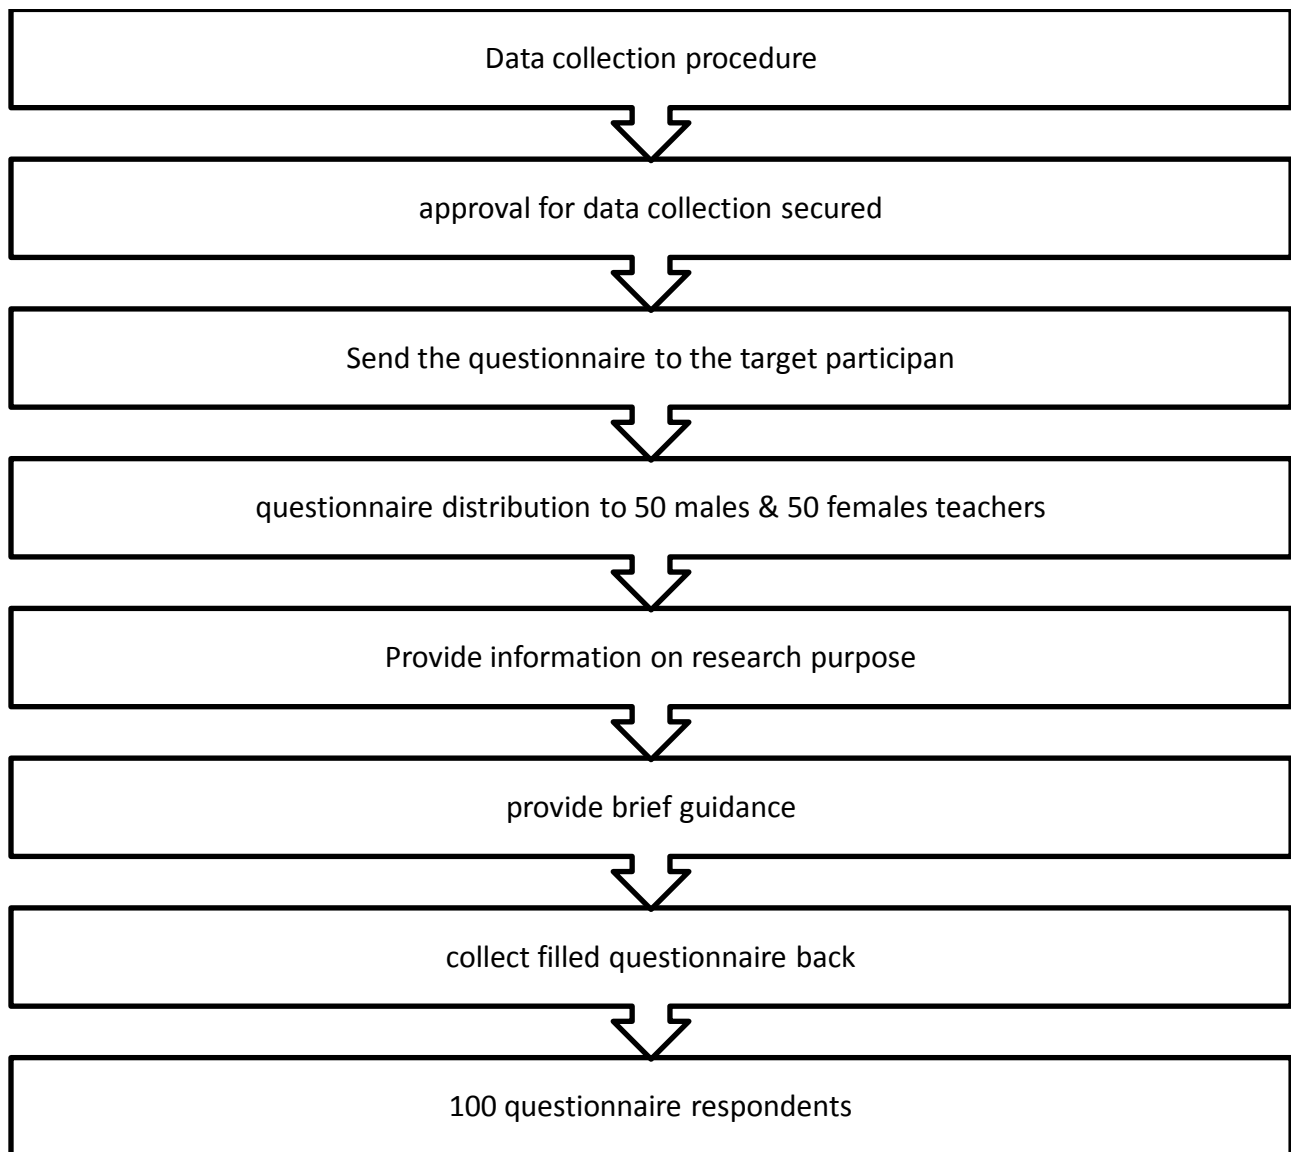 Data collection procedure
approval for data collection secured
Send the questionnaire to the target participan
questionnaire distribution to 50 males & 50 females teachers
Provide information on research purpose
provide brief guidance
collect filled questionnaire back
100 questionnaire respondents